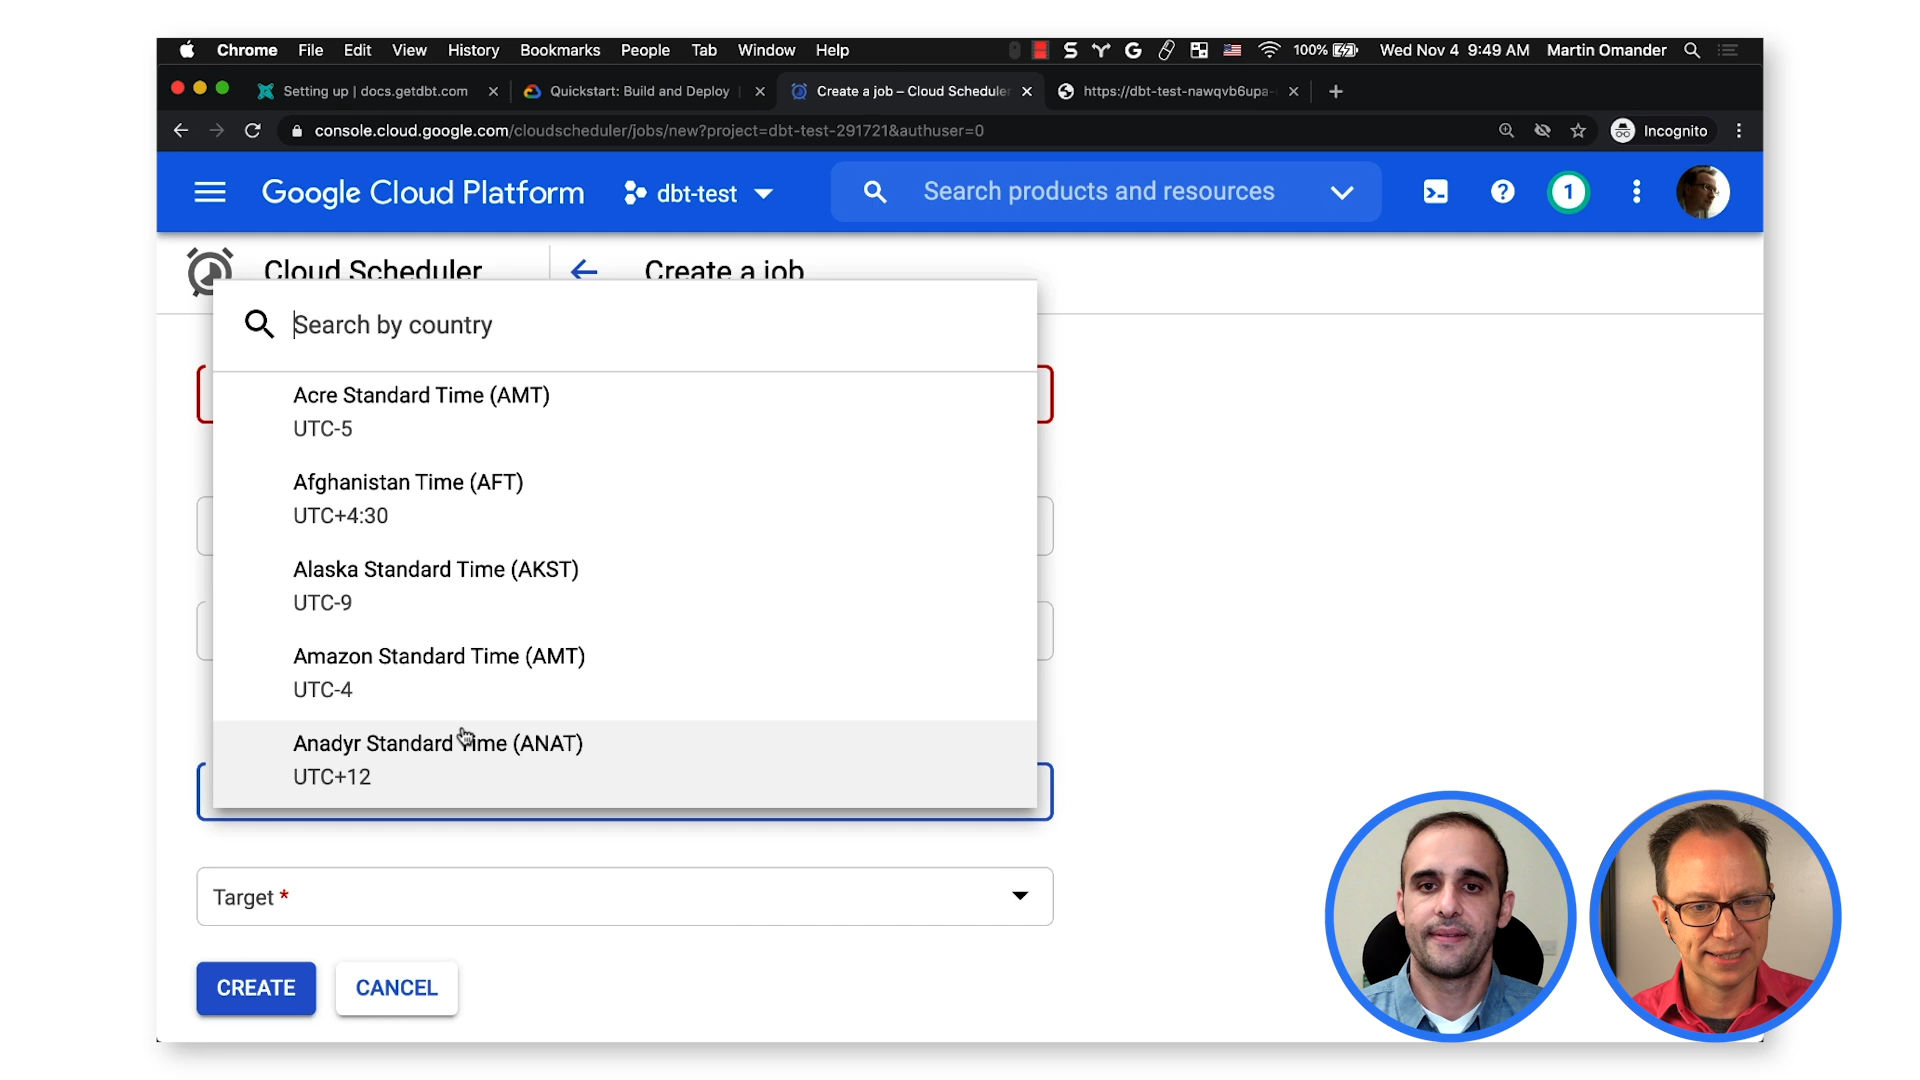 Chrome File Edit View History Bookmarks People Tab Window Help 100% Wed Nov 4 9:49 AM Martin Omander
Setting up | docs.getdbt.com Quickstart: Build and Deploy Create a job – Cloud Scheduler https://dbt-test-nawqvb6upa-
console.cloud.google.com/cloudscheduler/jobs/new?project=dbt-test-291721&authuser=0 Incognito
Google Cloud Platform dbt-test Search products and resources 1
Cloud Scheduler Create a job
Search by country
Acre Standard Time (AMT)
UTC-5
Afghanistan Time (AFT)
UTC+4:30
Alaska Standard Time (AKST)
UTC-9
Amazon Standard Time (AMT)
UTC-4
Anadyr Standard Time (ANAT)
UTC+12
Target *
CREATE CANCEL